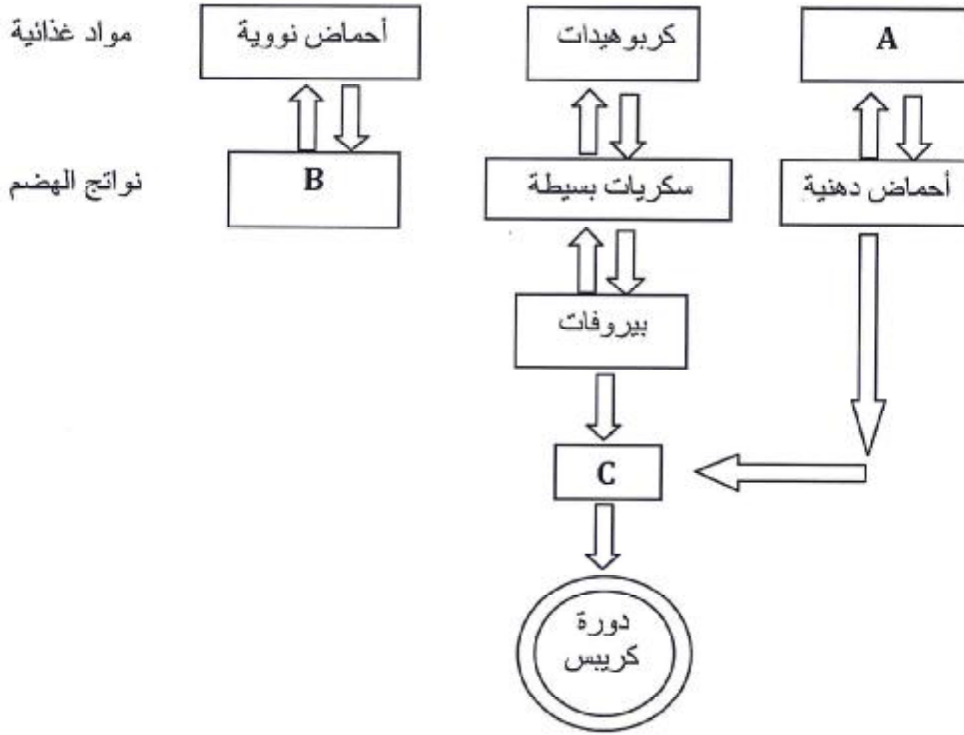 مواد غذائية
A
كربوهيدات
أحماض نووية
نواتج الهضم
أحماض دهنية
سكريات بسيطة
B
بيروفات
C
دورة
كريبس